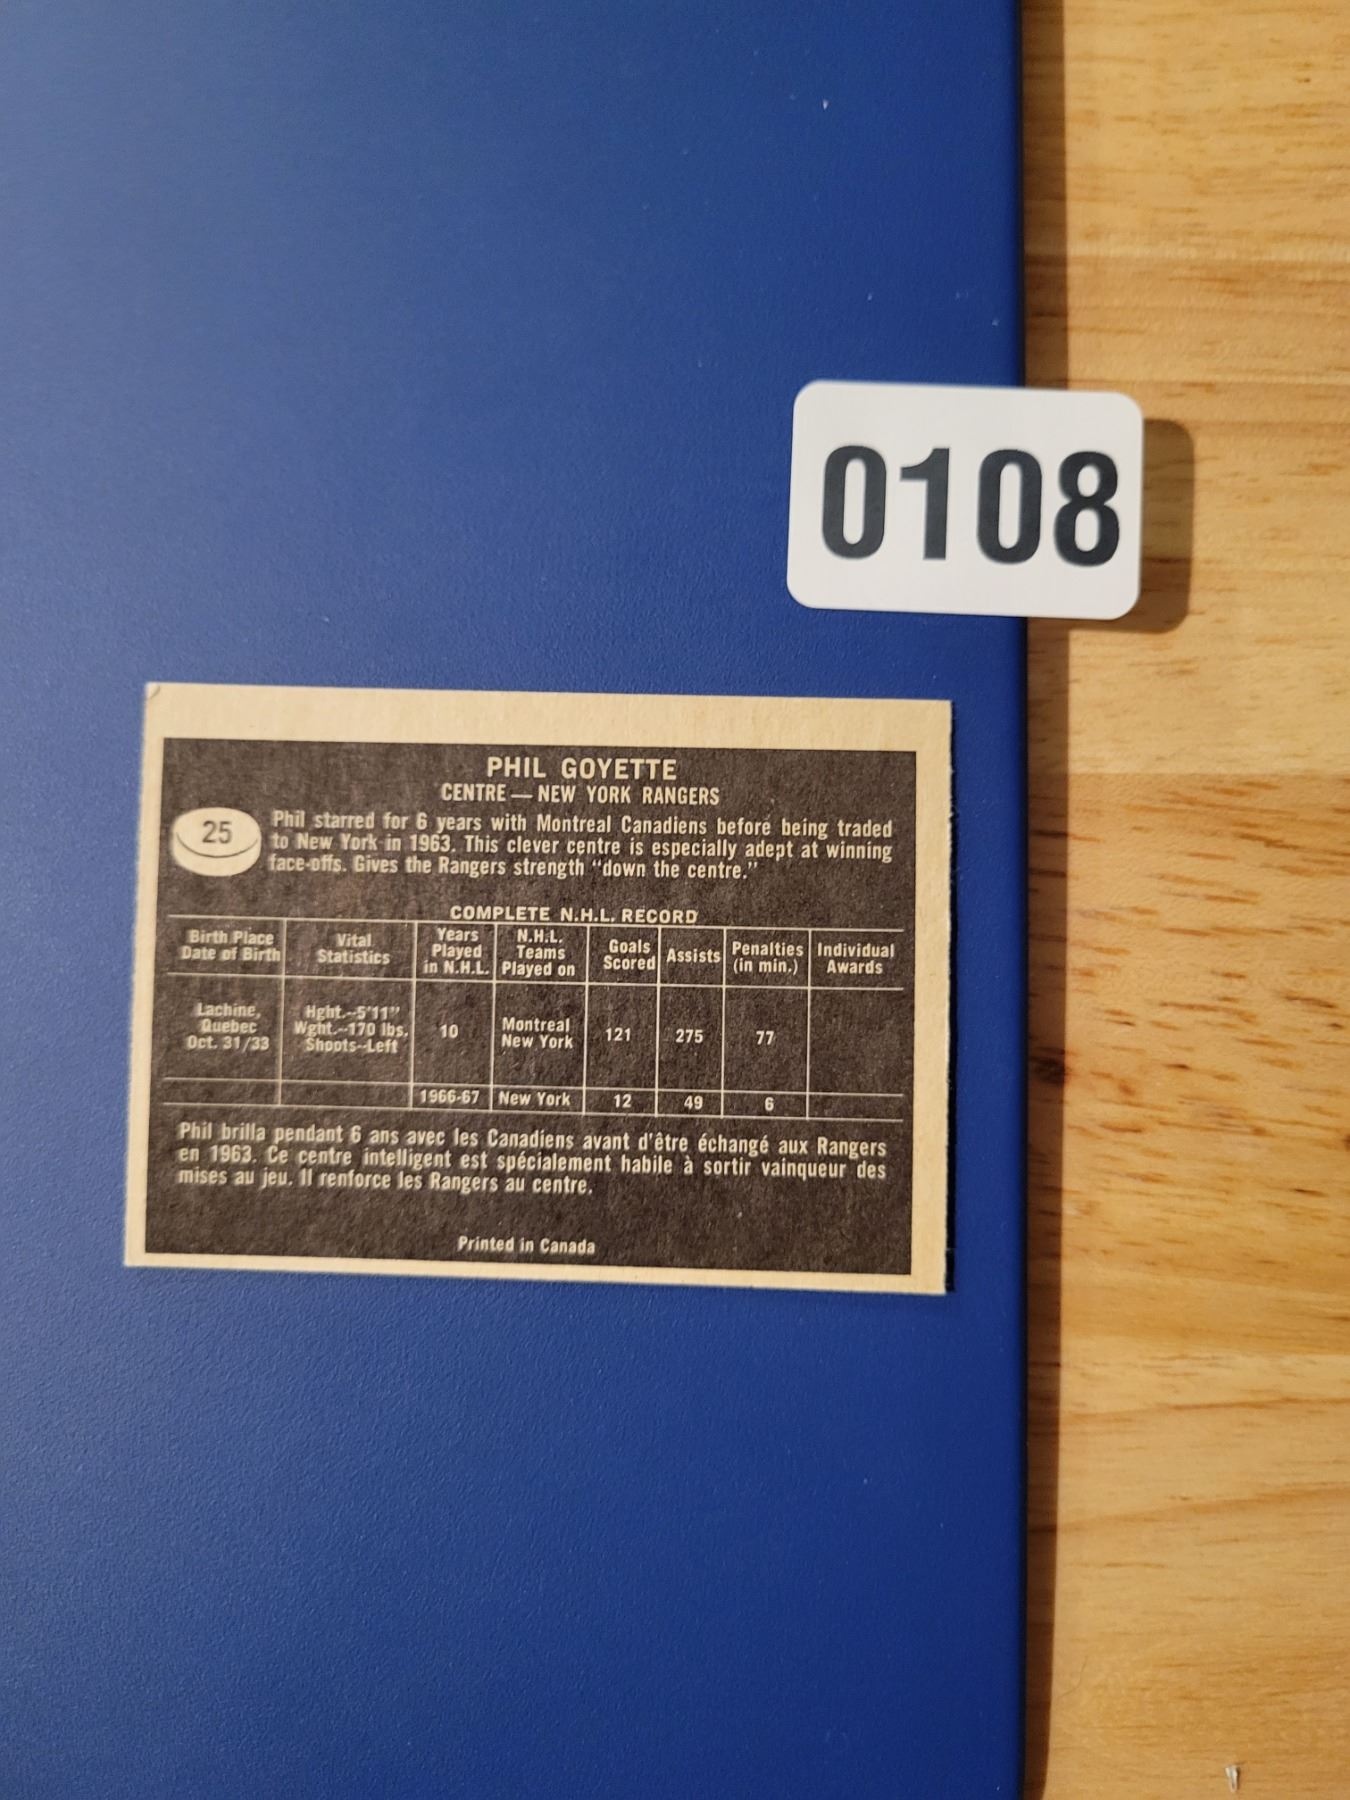 0108
PHIL GOYETTE
CENTRE — NEW YORK RANGERS
25
Phil starred for 6 years with Montreal Canadiens before being traded
to New York in 1963. This clever centre is especially adept at winning
face-offs. Gives the Rangers strength "down the centre."
COMPLETE N.H.L. RECORD
Birth Place
Date of Birth
Vital
Statistics
Years
Played
in N.H.L.
N.H.L.
Teams
Played on
Goals
Scored
Assists
Penalties
(in min.)
Individual
Awards
Lachine,
Quebec
Oct. 31/33
Hght.--5'11"
Wght.--170 lbs.
Shoots--Left
10
Montreal
New York
121
275
77
1966-67
New York
12
49
6
Phil brilla pendant 6 ans avec les Canadiens avant d'être échangé aux Rangers
en 1963. Ce centre intelligent est spécialement habile à sortir vainqueur des
mises au jeu. Il renforce les Rangers au centre.
Printed in Canada